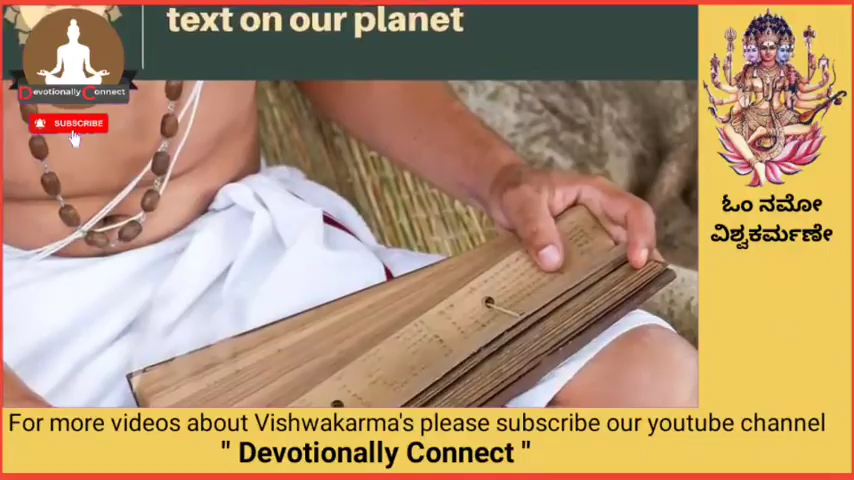 text on our planet
Devotionally Connect
SUBSCRIBE
ಓಂ ನಮೋ
ವಿಶ್ವಕರ್ಮಣೇ
For more videos about Vishwakarma's please subscribe our youtube channel
" Devotionally Connect "